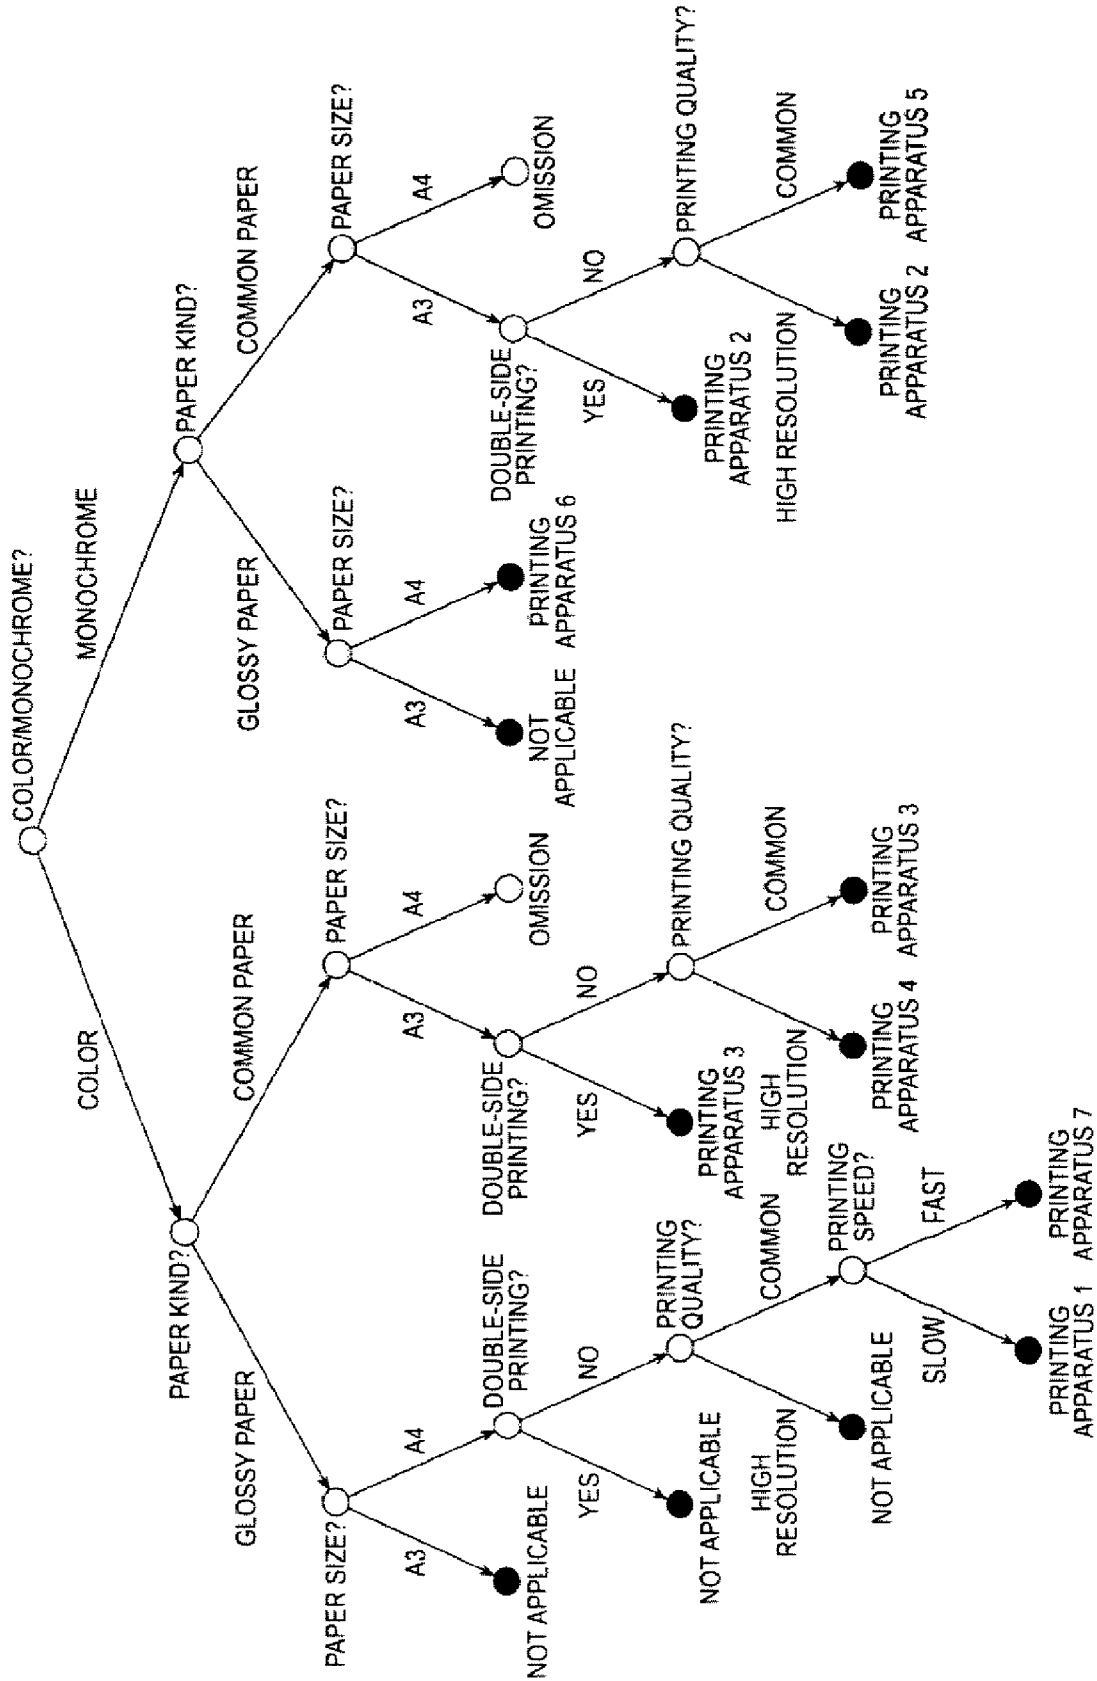 COLOR/MONOCHROME?
COLOR
MONOCHROME
PAPER KIND?
PAPER KIND?
GLOSSY PAPER
COMMON PAPER
GLOSSY PAPER
COMMON PAPER
PAPER SIZE?
PAPER SIZE?
PAPER SIZE?
PAPER SIZE?
A3
A4
A3
A4
A3
A4
A3
A4
NOT APPLICABLE
DOUBLE-SIDE
PRINTING?
DOUBLE-SIDE
PRINTING?
OMISSION
NOT
APPLICABLE
PRINTING
APPARATUS 6
DOUBLE-SIDE
PRINTING?
OMISSION
YES
NO
YES
NO
YES
NO
NOT APPLICABLE
PRINTING
QUALITY?
PRINTING
APPARATUS 3
PRINTING QUALITY?
PRINTING
APPARATUS 2
PRINTING QUALITY?
HIGH
RESOLUTION
COMMON
HIGH
RESOLUTION
COMMON
HIGH RESOLUTION
COMMON
NOT APPLICABLE
PRINTING
SPEED?
PRINTING
APPARATUS 4
PRINTING
APPARATUS 3
PRINTING
APPARATUS 2
PRINTING
APPARATUS 5
SLOW
FAST
PRINTING
APPARATUS 1
PRINTING
APPARATUS 7